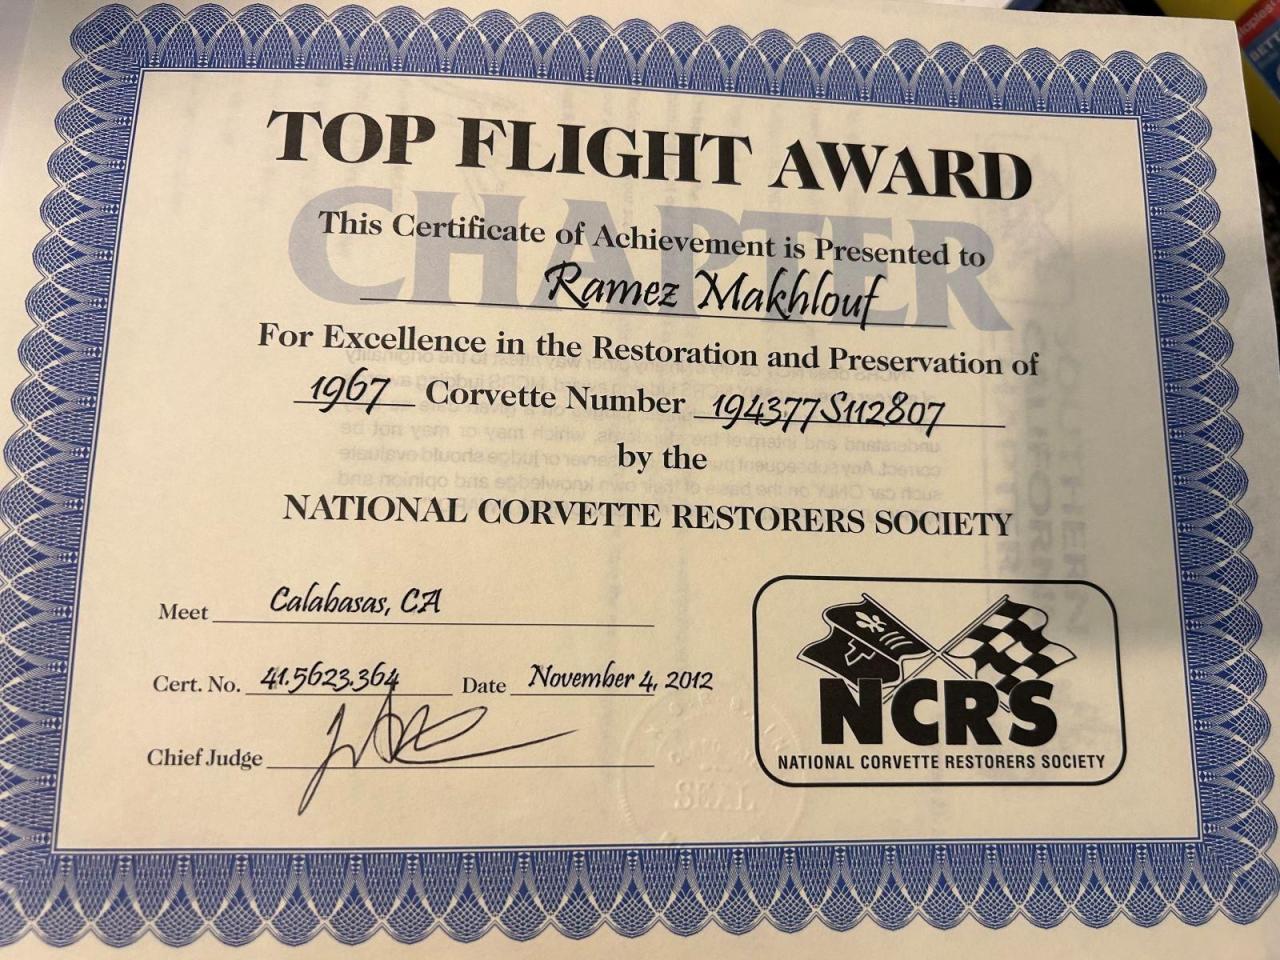 TOP FLIGHT AWARD
CHAPTER
This Certificate of Achievement is Presented to
Ramez Makhlouf
For Excellence in the Restoration and Preservation of
1967 Corvette Number 194377S112807
by the
NATIONAL CORVETTE RESTORERS SOCIETY
Meet Calabasas, CA
Cert. No. 41.5623.364 Date November 4, 2012
Chief Judge
SEAL
NCRS
NATIONAL CORVETTE RESTORERS SOCIETY